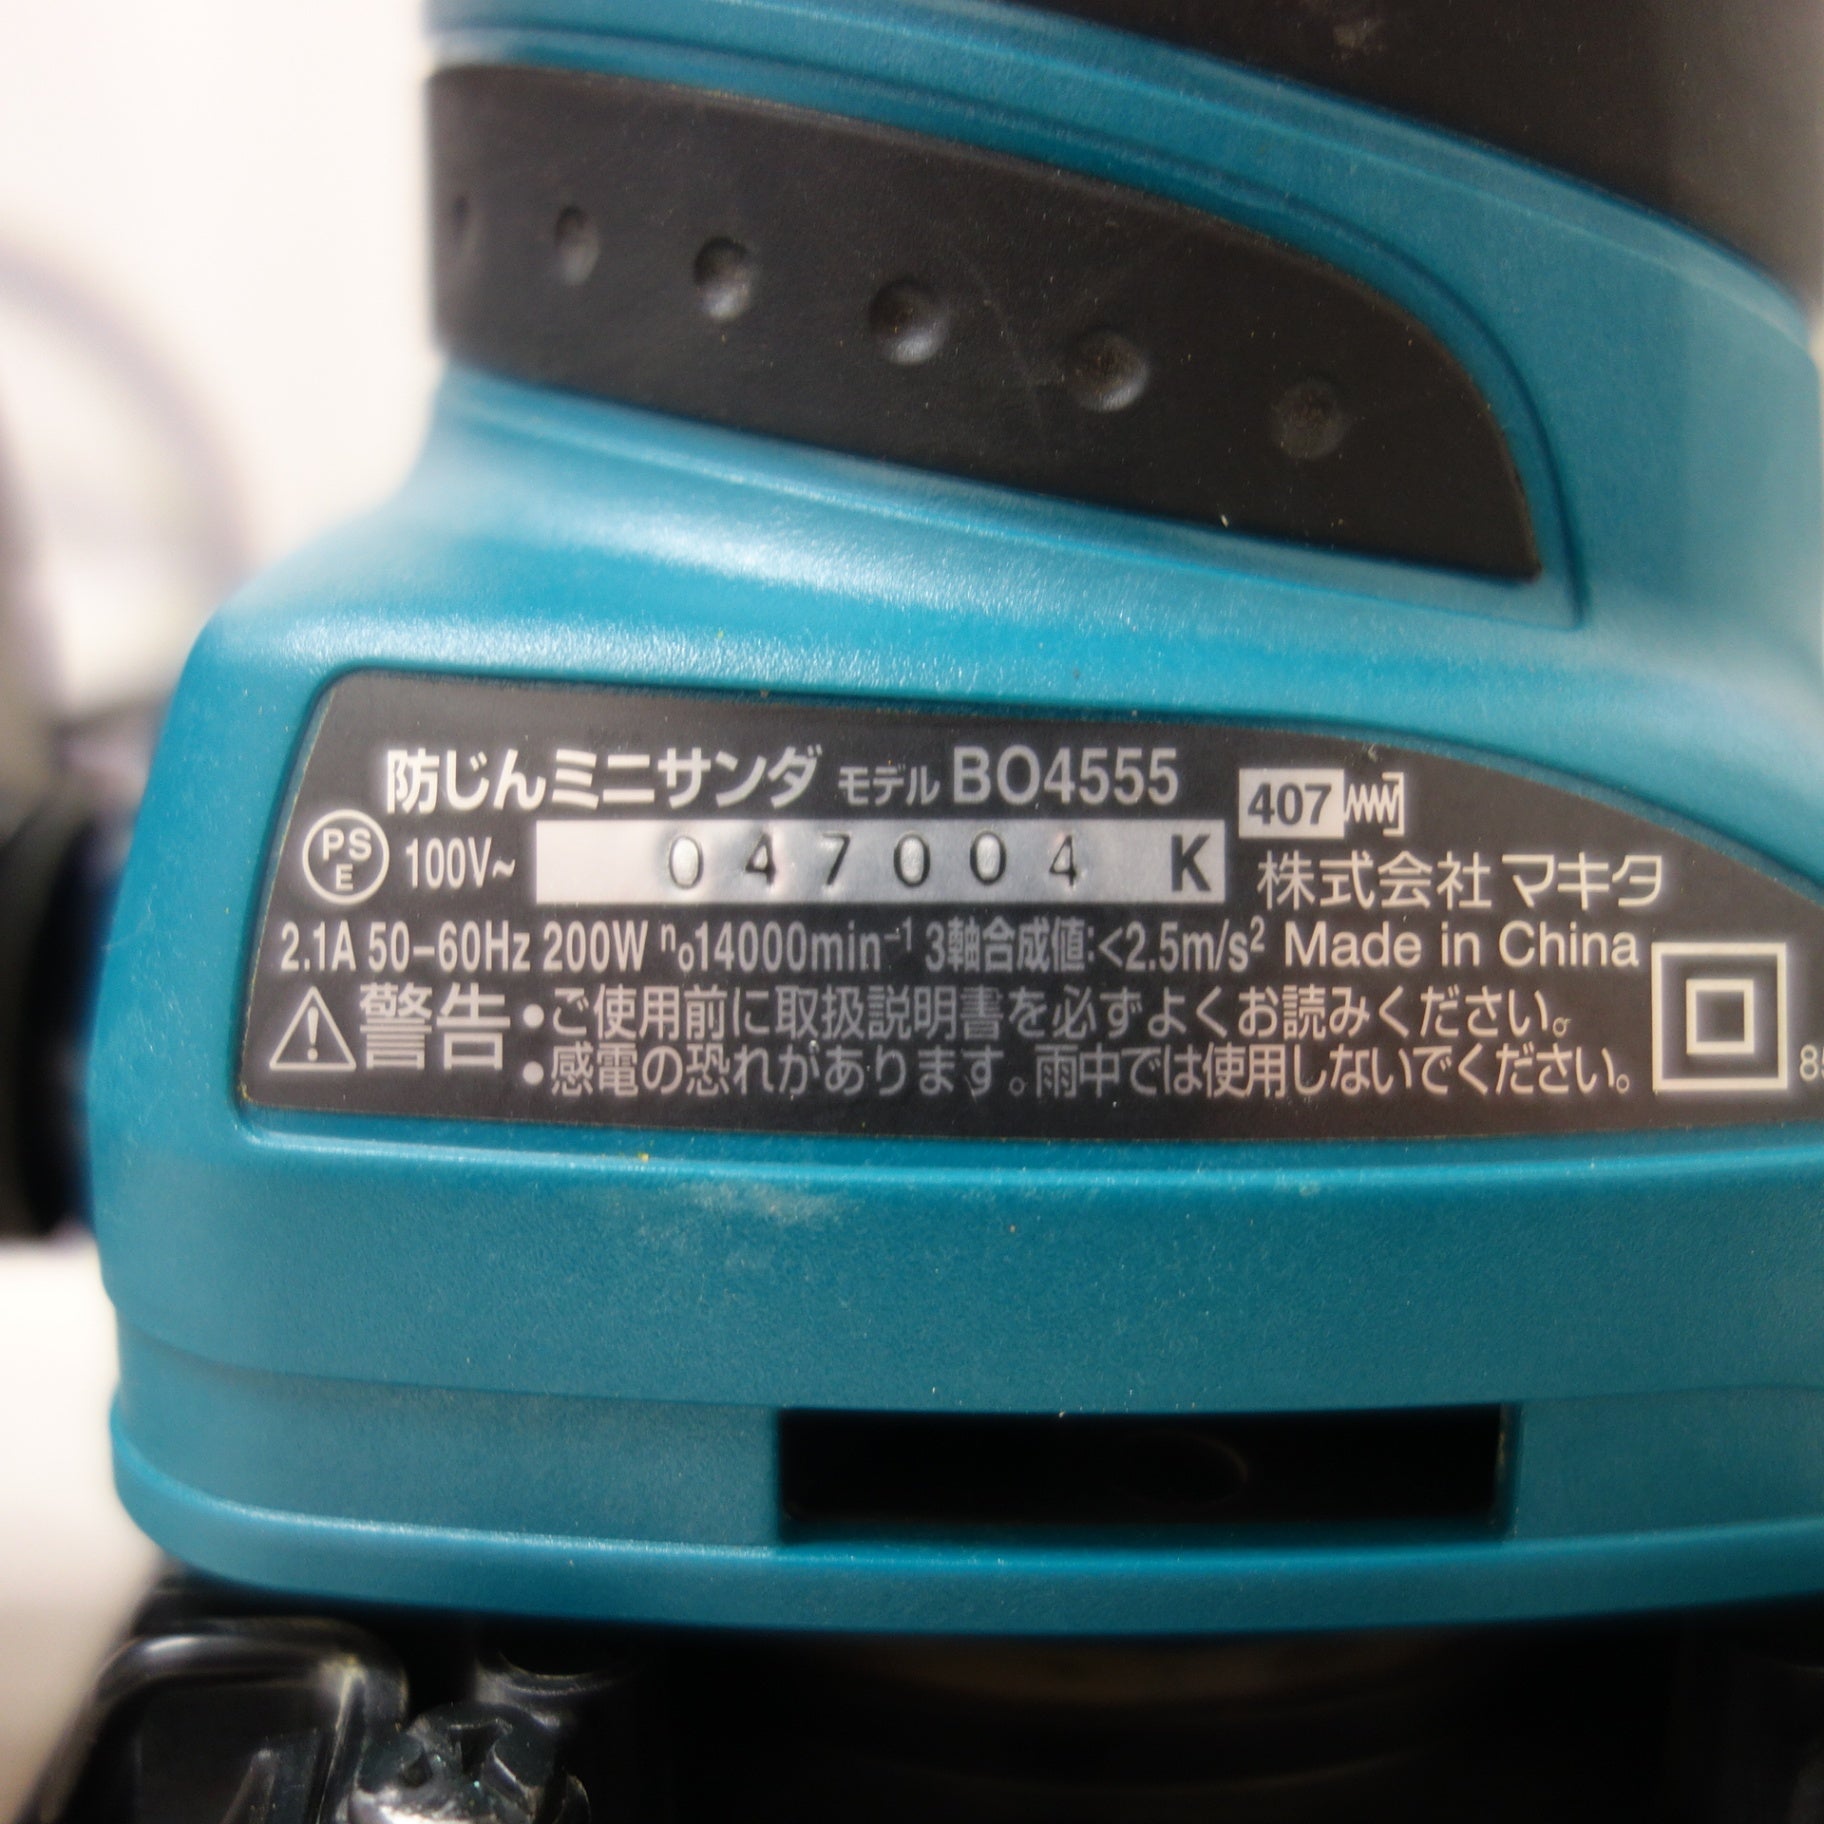 防じんミニサンダ モデル BO4555
407
PS
E
100V~ 047004 K
株式会社 マキタ
2.1A 50-60Hz 200W n₀14000min⁻¹ 3軸合成値:<2.5m/s² Made in China
警告 •ご使用前に取扱説明書を必ずよくお読みください。
•感電の恐れがあります。雨中では使用しないでください。